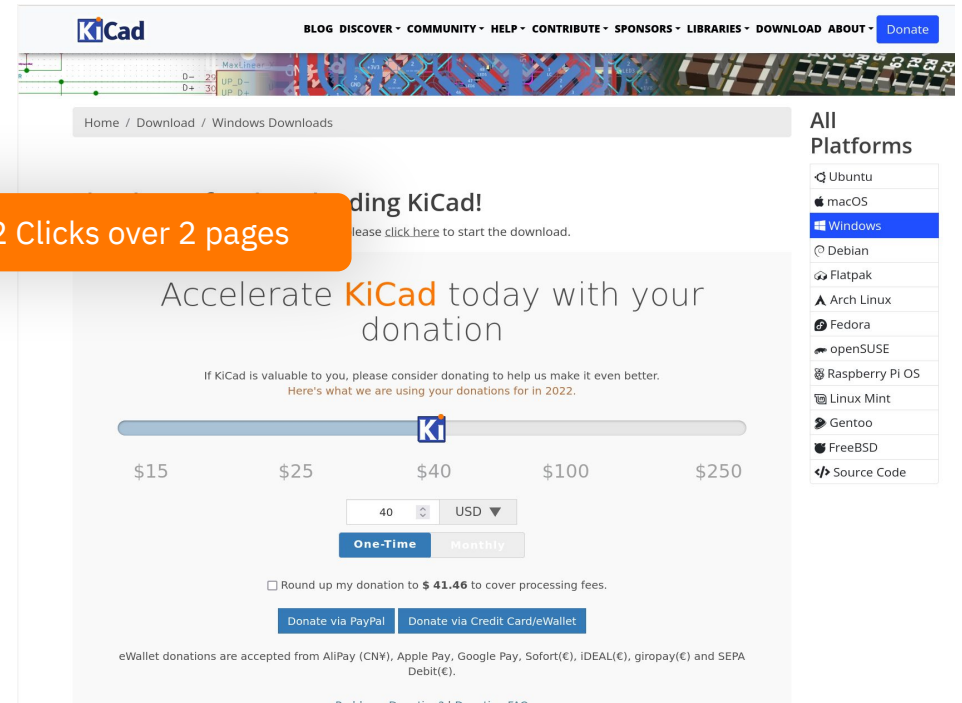 KiCad
BLOG DISCOVER COMMUNITY HELP CONTRIBUTE SPONSORS LIBRARIES DOWNLOAD ABOUT Donate
Maxlinear
D- 29 UP_D-
D+ 30 UP_D+
Home / Download / Windows Downloads
All
Platforms
Ubuntu
macOS
Windows
Debian
Flatpak
Arch Linux
Fedora
openSUSE
Raspberry Pi OS
Linux Mint
Gentoo
FreeBSD
Source Code
ding KiCad!
2 Clicks over 2 pages
lease click here to start the download.
Accelerate KiCad today with your
donation
If KiCad is valuable to you, please consider donating to help us make it even better.
Here's what we are using your donations for in 2022.
Ki
$15 $25 $40 $100 $250
40 USD ▼
One-Time Monthly
Round up my donation to $ 41.46 to cover processing fees.
Donate via PayPal Donate via Credit Card/eWallet
eWallet donations are accepted from AliPay (CN¥), Apple Pay, Google Pay, Sofort(€), iDEAL(€), giropay(€) and SEPA
Debit(€).